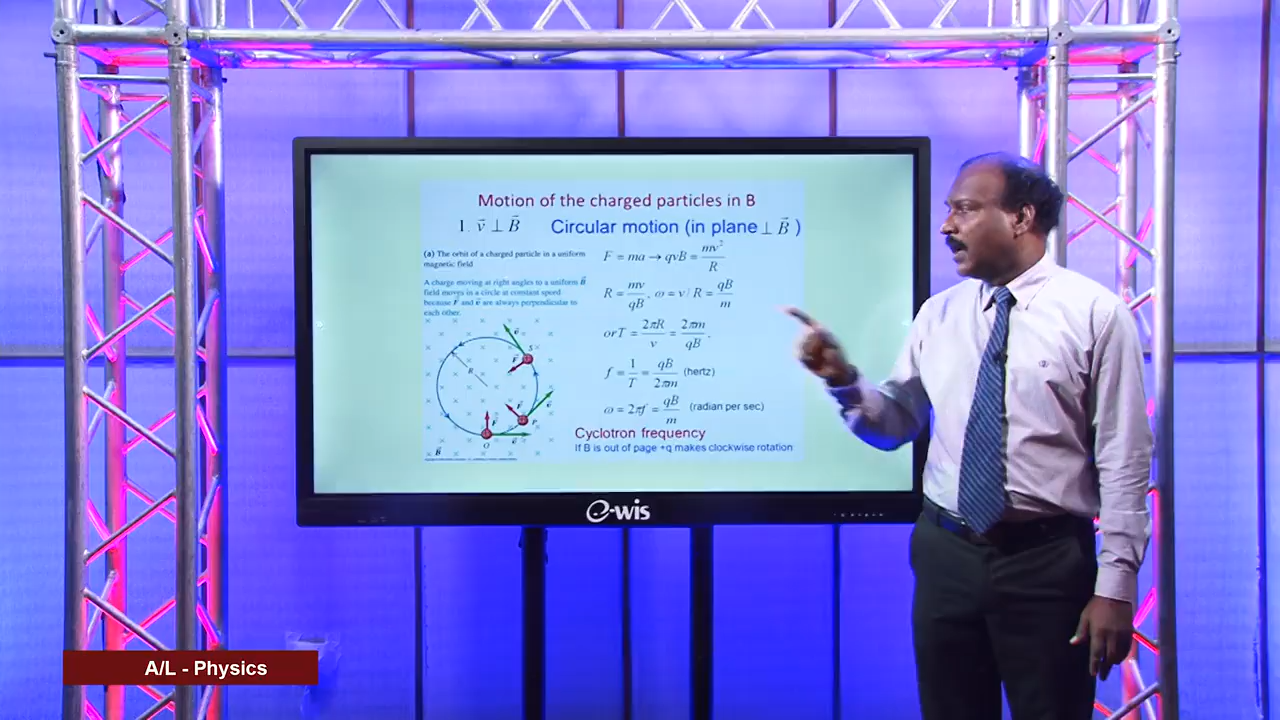 Motion of the charged particles in B
1. v⃗ ⊥ B⃗ Circular motion (in plane ⊥ B⃗ )
(a) The orbit of a charged particle in a uniform
magnetic field
A charge moving at right angles to a uniform B⃗
field moves in a circle at constant speed
because F⃗ and v⃗ are always perpendicular to
each other.
F = ma → qvB = mv²/R
R = mv/qB, ω = v/R = qB/m
orT = 2πR/v = 2πm/qB,
f = 1/T = qB/2πm (hertz)
ω = 2πf = qB/m (radian per sec)
Cyclotron frequency
If B is out of page +q makes clockwise rotation
v⃗
S
F⃗
R
F⃗
v⃗
F⃗
P
O
v⃗
B⃗
e-wis
A/L - Physics